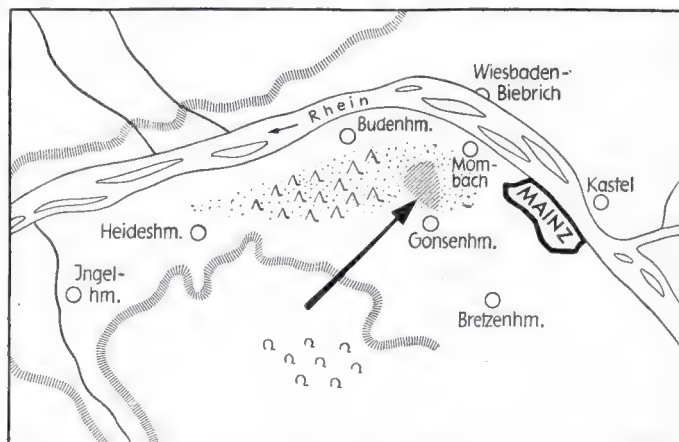 Wiesbaden-
Biebrich
Rhein
Budenhm.
Mom-
bach
Kastel
MAINZ
Heideshm.
Gonsenhm.
Jngel-
hm.
Bretzenhm.